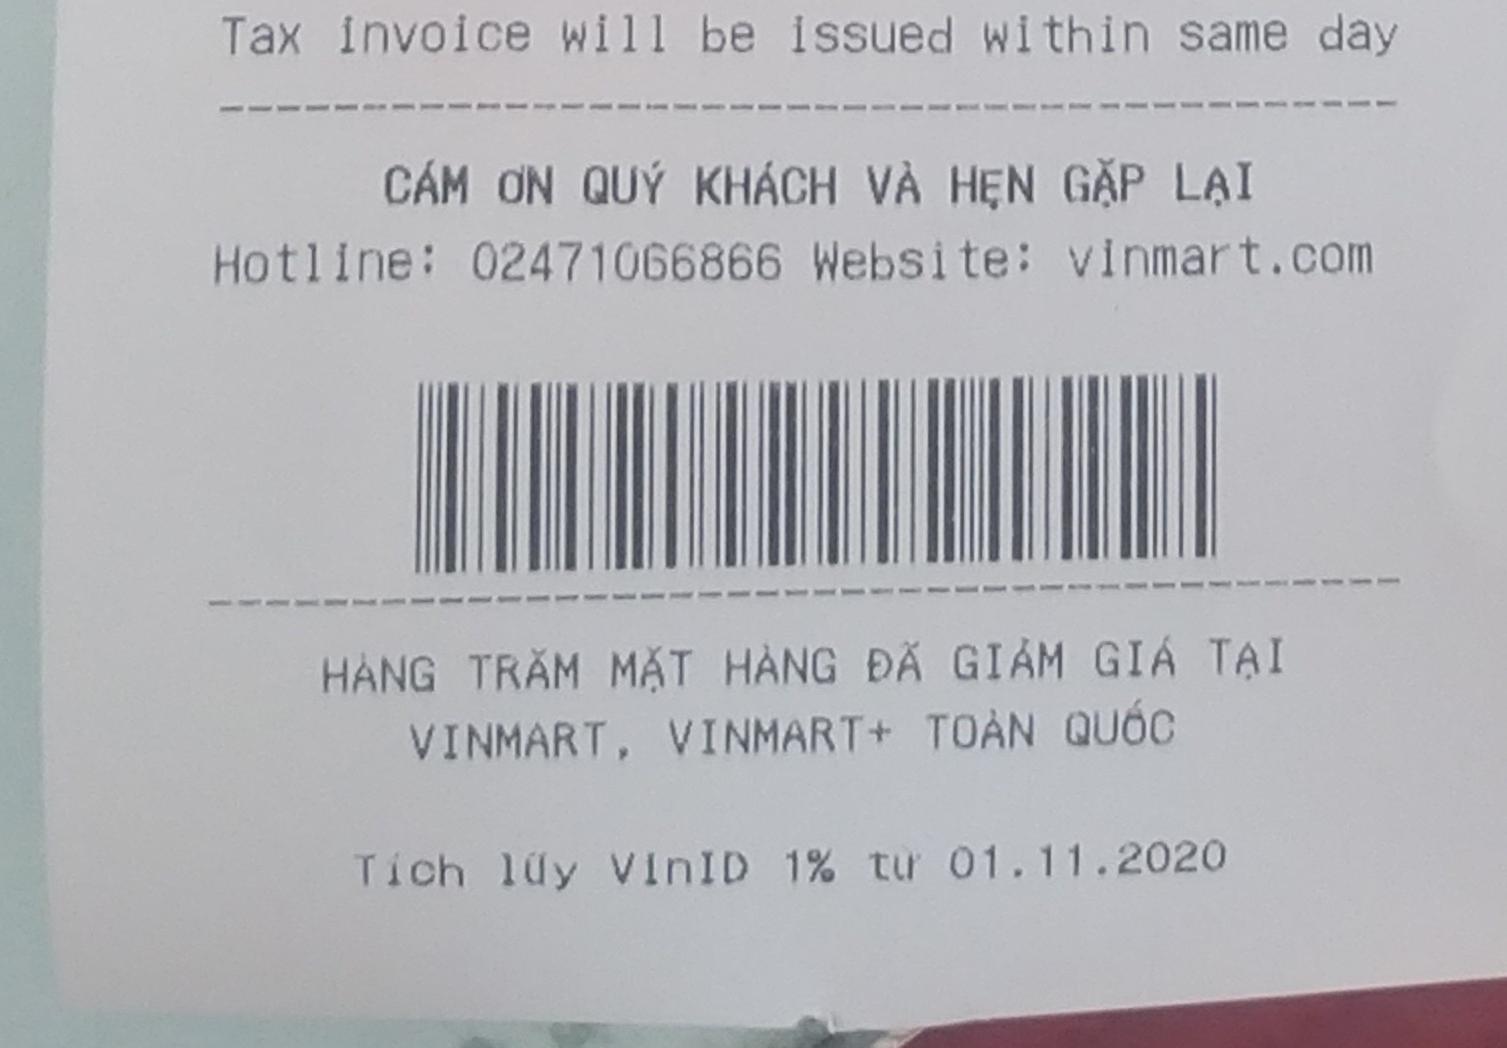 Tax invoice will be issued within same day
CÁM ƠN QUÝ KHÁCH VÀ HẸN GẶP LẠI
Hotline: 02471066866 Website: vinmart.com
HÀNG TRĂM MẶT HÀNG ĐÃ GIẢM GIÁ TẠI
VINMART, VINMART+ TOÀN QUỐC
Tích lũy VinID 1% từ 01.11.2020